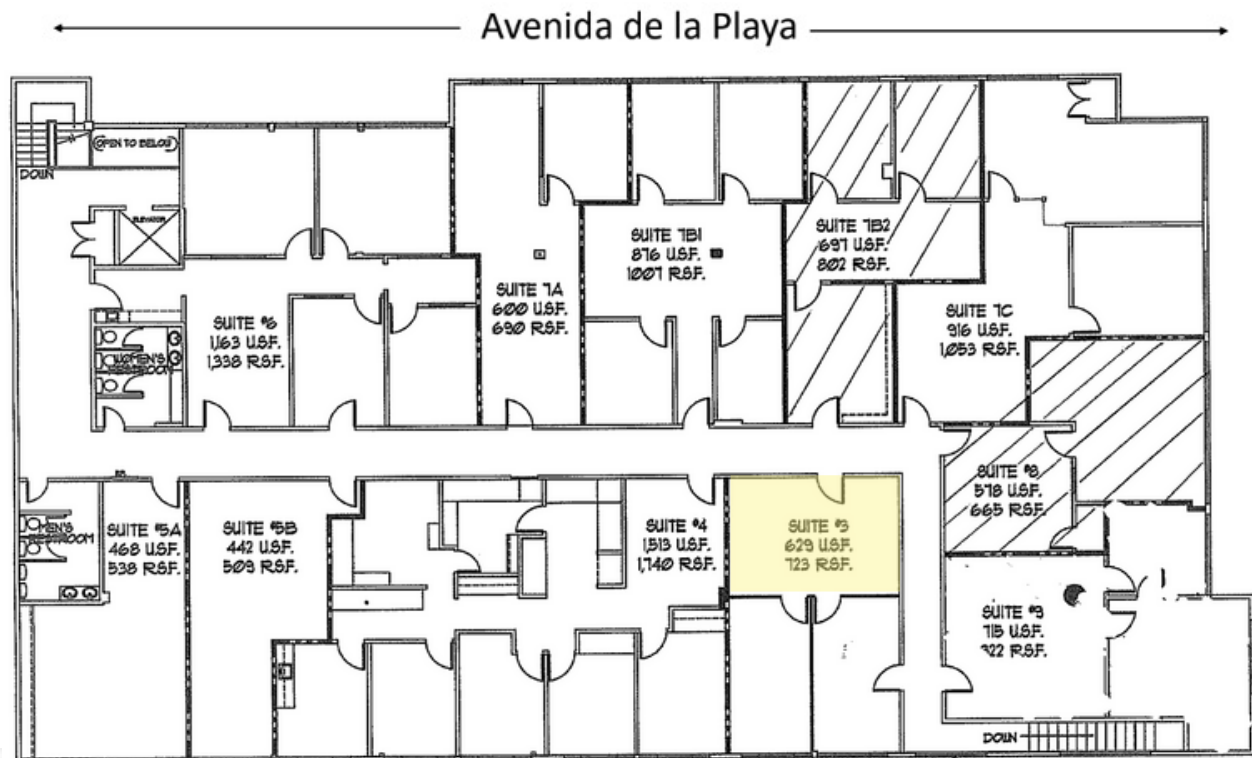 Avenida de la Playa
(OPEN TO BELOW)
DOWN
ELEVATOR
SUITE 7B1
876 U.S.F.
1007 R.S.F.
SUITE 7B2
697 U.S.F.
802 R.S.F.
SUITE 7A
600 U.S.F.
690 R.S.F.
SUITE #6
1,163 U.S.F.
1,338 R.S.F.
SUITE 7C
916 U.S.F.
1,053 R.S.F.
WOMEN'S
RESTROOM
SUITE #8
578 U.S.F.
665 R.S.F.
MEN'S
RESTROOM
SUITE #5A
468 U.S.F.
538 R.S.F.
SUITE #5B
442 U.S.F.
509 R.S.F.
SUITE #4
1,513 U.S.F.
1,740 R.S.F.
SUITE #3
629 U.S.F.
723 R.S.F.
SUITE #9
715 U.S.F.
R.S.F.
DOWN